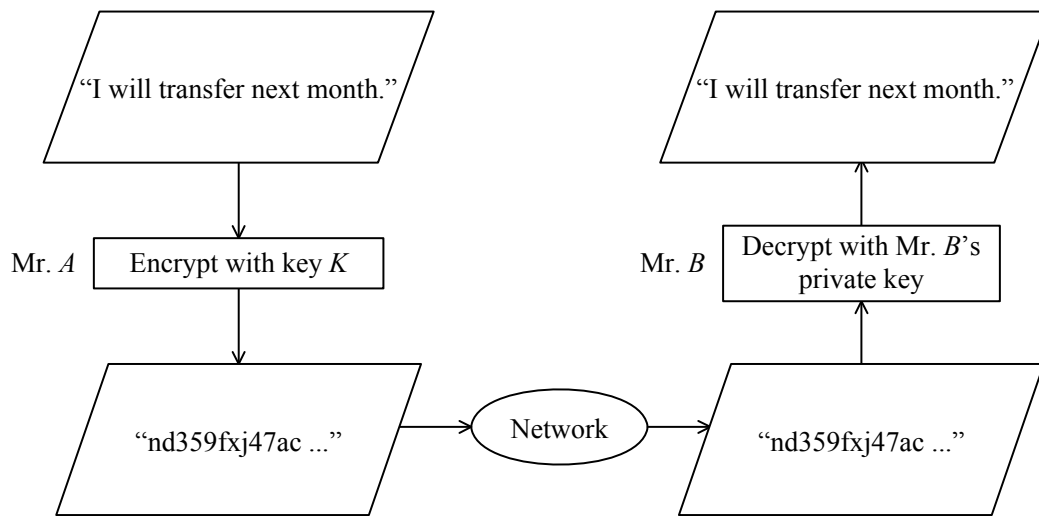 “I will transfer next month.”
Mr. A
Encrypt with key K
“nd359fxj47ac ...”
Network
“I will transfer next month.”
Mr. B
Decrypt with Mr. B’s
private key
“nd359fxj47ac ...”